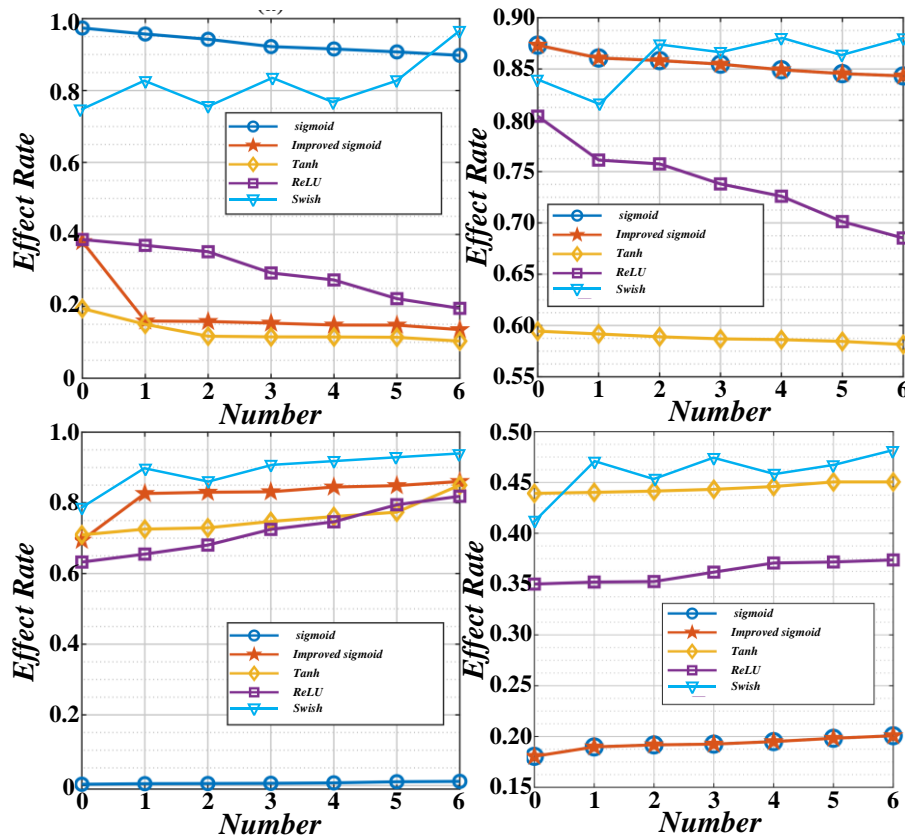 1.0
0.8
0.6
0.4
0.2
0
Effect Rate
sigmoid
Improved sigmoid
Tanh
ReLU
Swish
0 1 2 3 4 5 6
Number
0.90
0.85
0.80
0.75
0.70
0.65
0.60
0.55
Effect Rate
sigmoid
Improved sigmoid
Tanh
ReLU
Swish
0 1 2 3 4 5 6
Number
1.0
0.8
0.6
0.4
0.2
0
Effect Rate
sigmoid
Improved sigmoid
Tanh
ReLU
Swish
0 1 2 3 4 5 6
Number
0.50
0.45
0.40
0.35
0.30
0.25
0.20
0.15
Effect Rate
sigmoid
Improved sigmoid
Tanh
ReLU
Swish
0 1 2 3 4 5 6
Number